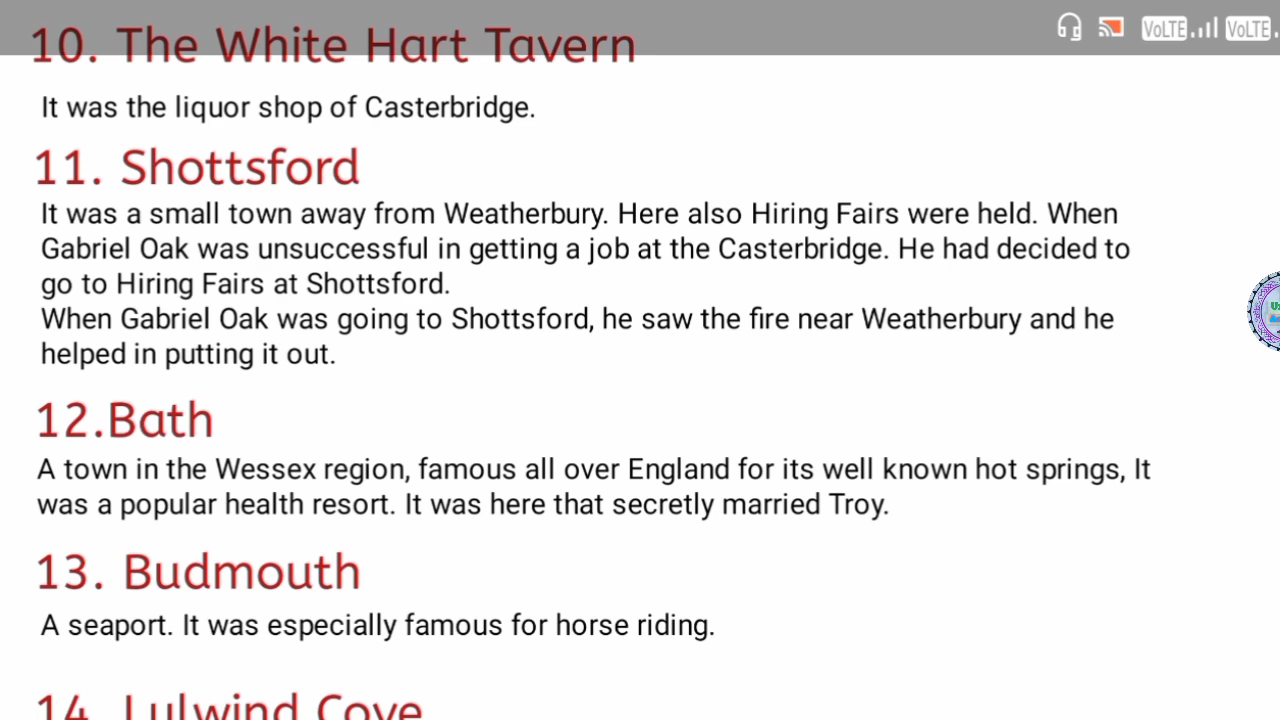 VoLTE VoLTE
10. The White Hart Tavern
It was the liquor shop of Casterbridge.
11. Shottsford
It was a small town away from Weatherbury. Here also Hiring Fairs were held. When
Gabriel Oak was unsuccessful in getting a job at the Casterbridge. He had decided to
go to Hiring Fairs at Shottsford.
When Gabriel Oak was going to Shottsford, he saw the fire near Weatherbury and he
helped in putting it out.
12.Bath
A town in the Wessex region, famous all over England for its well known hot springs, It
was a popular health resort. It was here that secretly married Troy.
13. Budmouth
A seaport. It was especially famous for horse riding.
14. Lulwind Cove